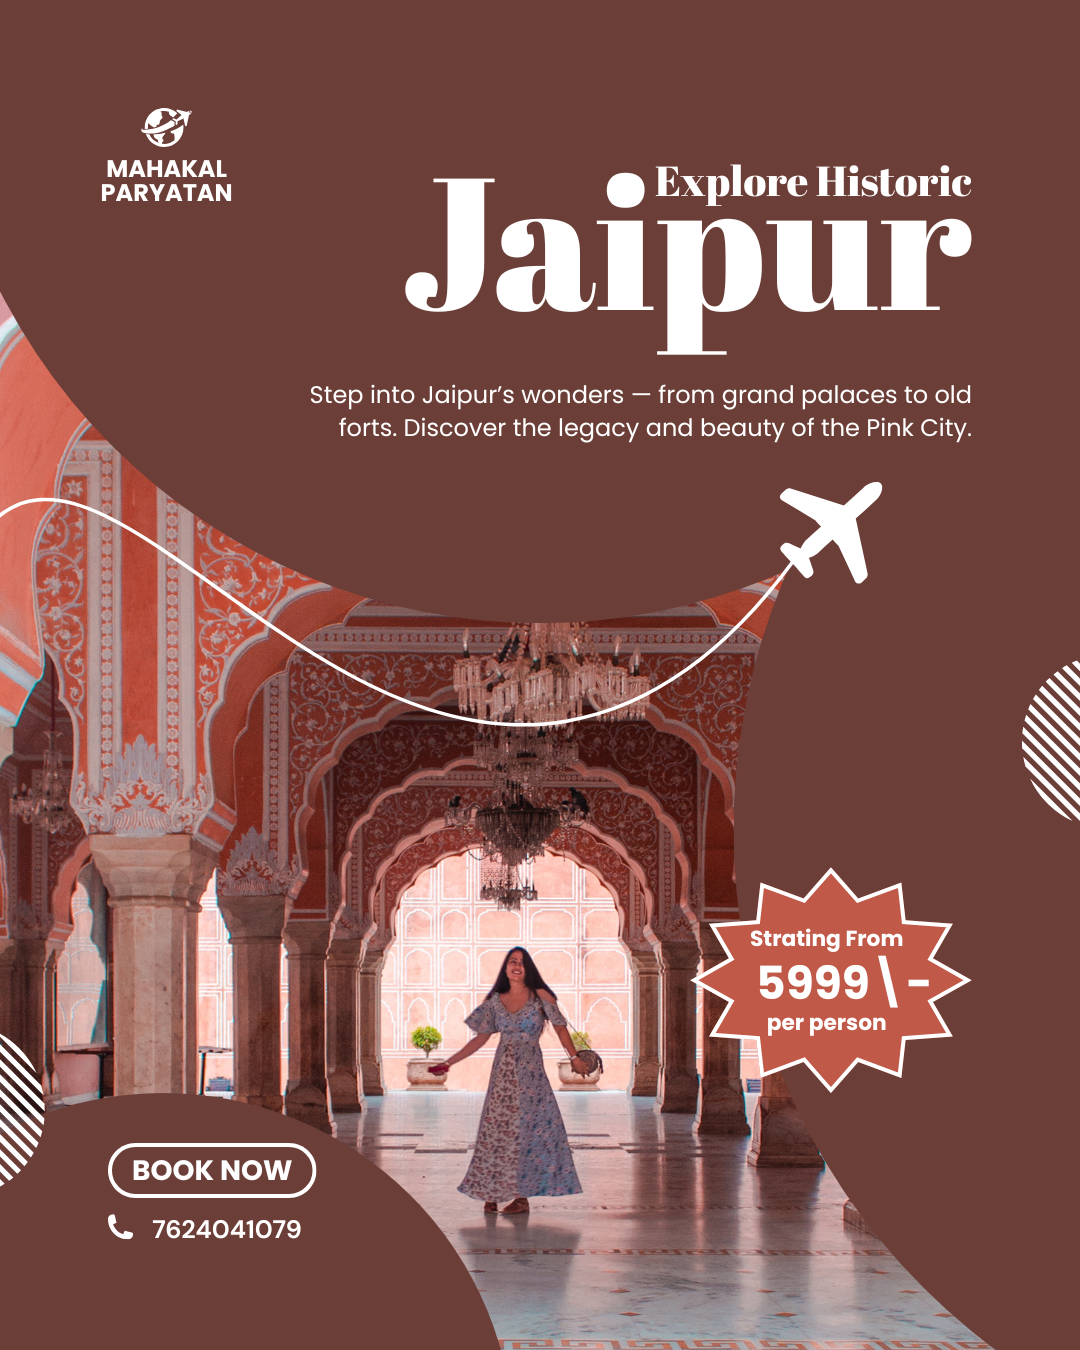 MAHAKAL
PARYATAN
Explore Historic
Jaipur
Step into Jaipur’s wonders — from grand palaces to old
forts. Discover the legacy and beauty of the Pink City.
Strating From
5999\-
per person
BOOK NOW
7624041079